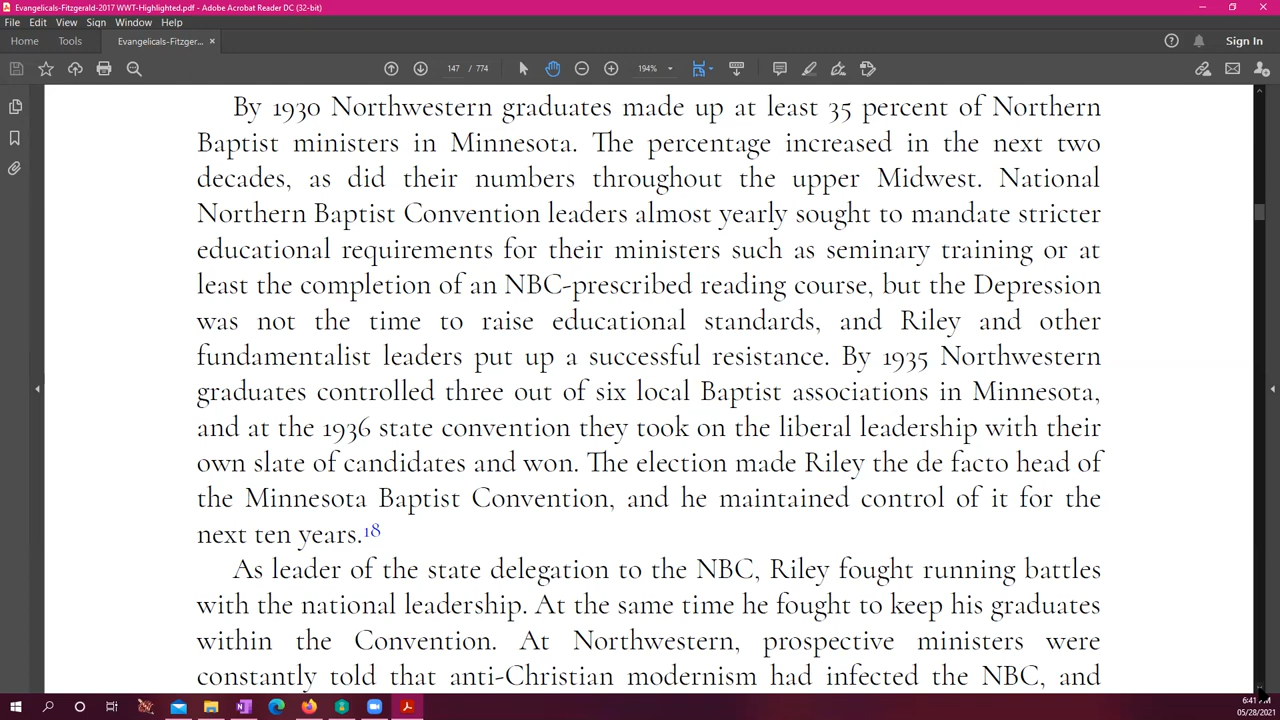 Evangelicals-Fitzgerald-2017 WWT-Highlighted.pdf - Adobe Acrobat Reader DC (32-bit)
File Edit View Sign Window Help
Home Tools Evangelicals-Fitzger... × Sign In
147 / 774 194%
By 1930 Northwestern graduates made up at least 35 percent of Northern
Baptist ministers in Minnesota. The percentage increased in the next two
decades, as did their numbers throughout the upper Midwest. National
Northern Baptist Convention leaders almost yearly sought to mandate stricter
educational requirements for their ministers such as seminary training or at
least the completion of an NBC-prescribed reading course, but the Depression
was not the time to raise educational standards, and Riley and other
fundamentalist leaders put up a successful resistance. By 1935 Northwestern
graduates controlled three out of six local Baptist associations in Minnesota,
and at the 1936 state convention they took on the liberal leadership with their
own slate of candidates and won. The election made Riley the de facto head of
the Minnesota Baptist Convention, and he maintained control of it for the
next ten years.18
As leader of the state delegation to the NBC, Riley fought running battles
with the national leadership. At the same time he fought to keep his graduates
within the Convention. At Northwestern, prospective ministers were
constantly told that anti-Christian modernism had infected the NBC, and
6:41 AM
05/28/2021